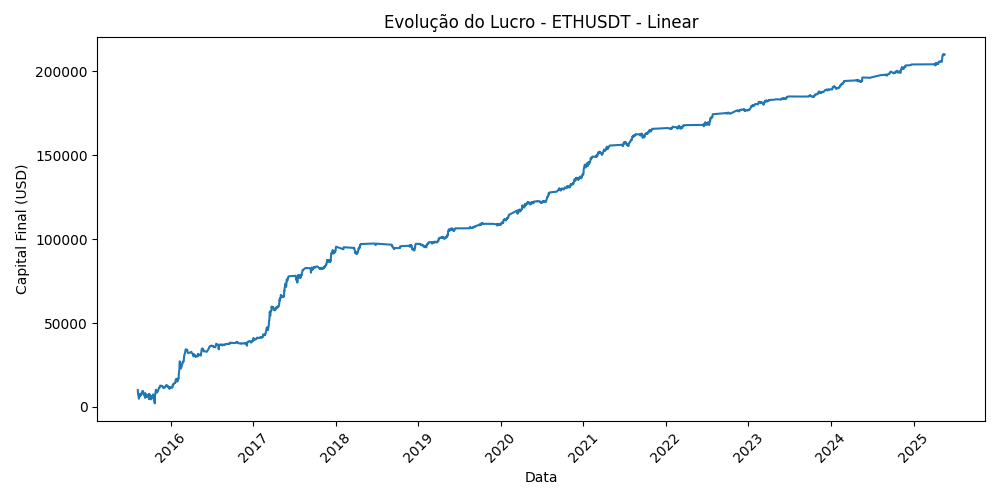 Evolução do Lucro - ETHUSDT - Linear
Capital Final (USD)
200000
150000
100000
50000
0
2016 2017 2018 2019 2020 2021 2022 2023 2024 2025
Data